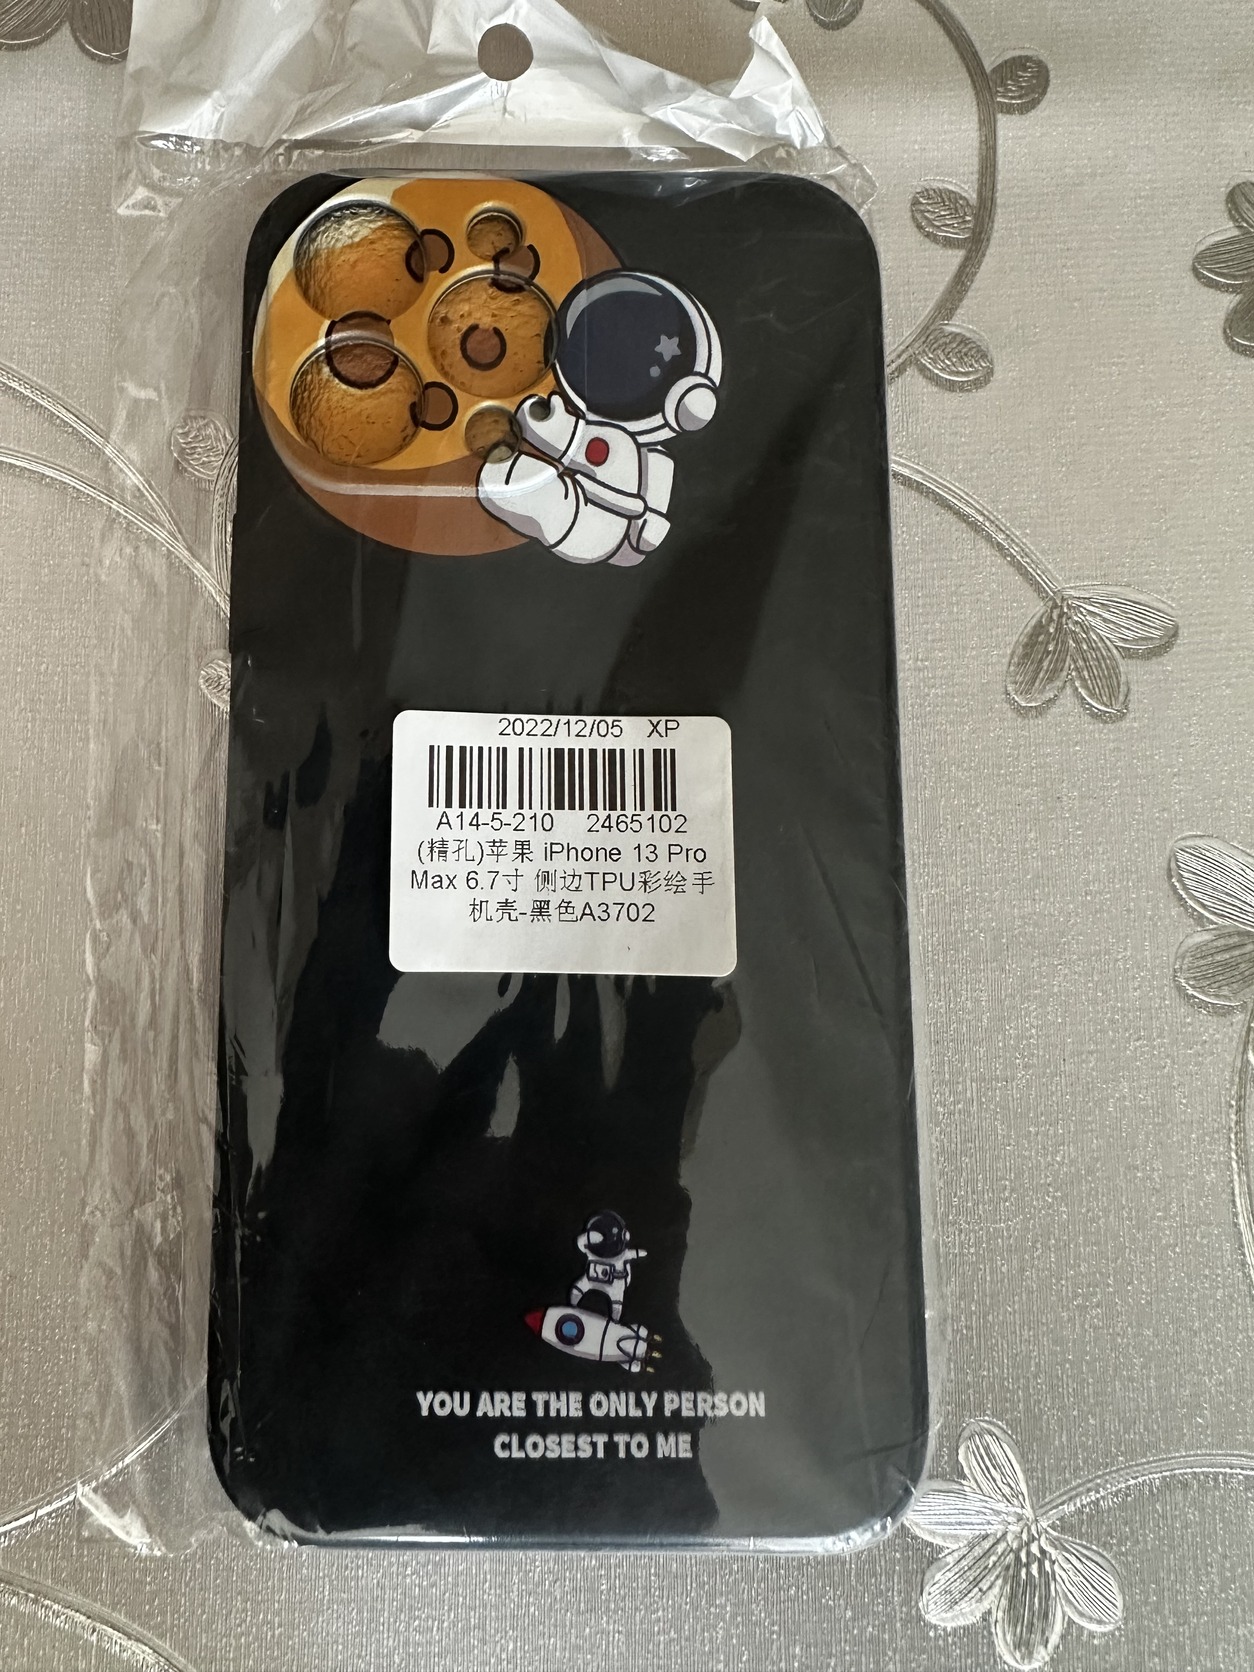 2022/12/05 XP
A14-5-210 2465102
(精孔)苹果 iPhone 13 Pro
Max 6.7寸 侧边TPU彩绘手
机壳-黑色A3702
YOU ARE THE ONLY PERSON
CLOSEST TO ME